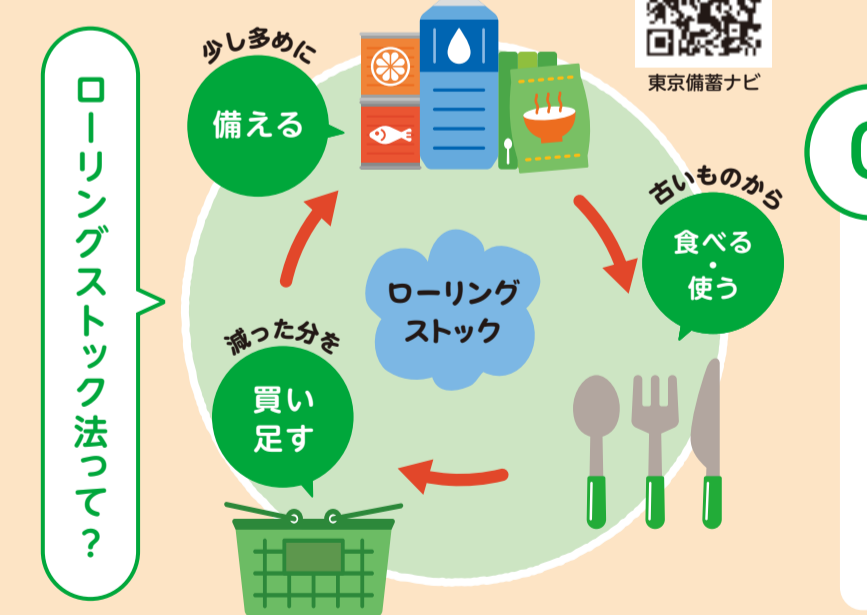 ローリングストック法って？
少し多めに
備える
東京備蓄ナビ
古いものから
食べる
・
使う
ローリング
ストック
減った分を
買い
足す